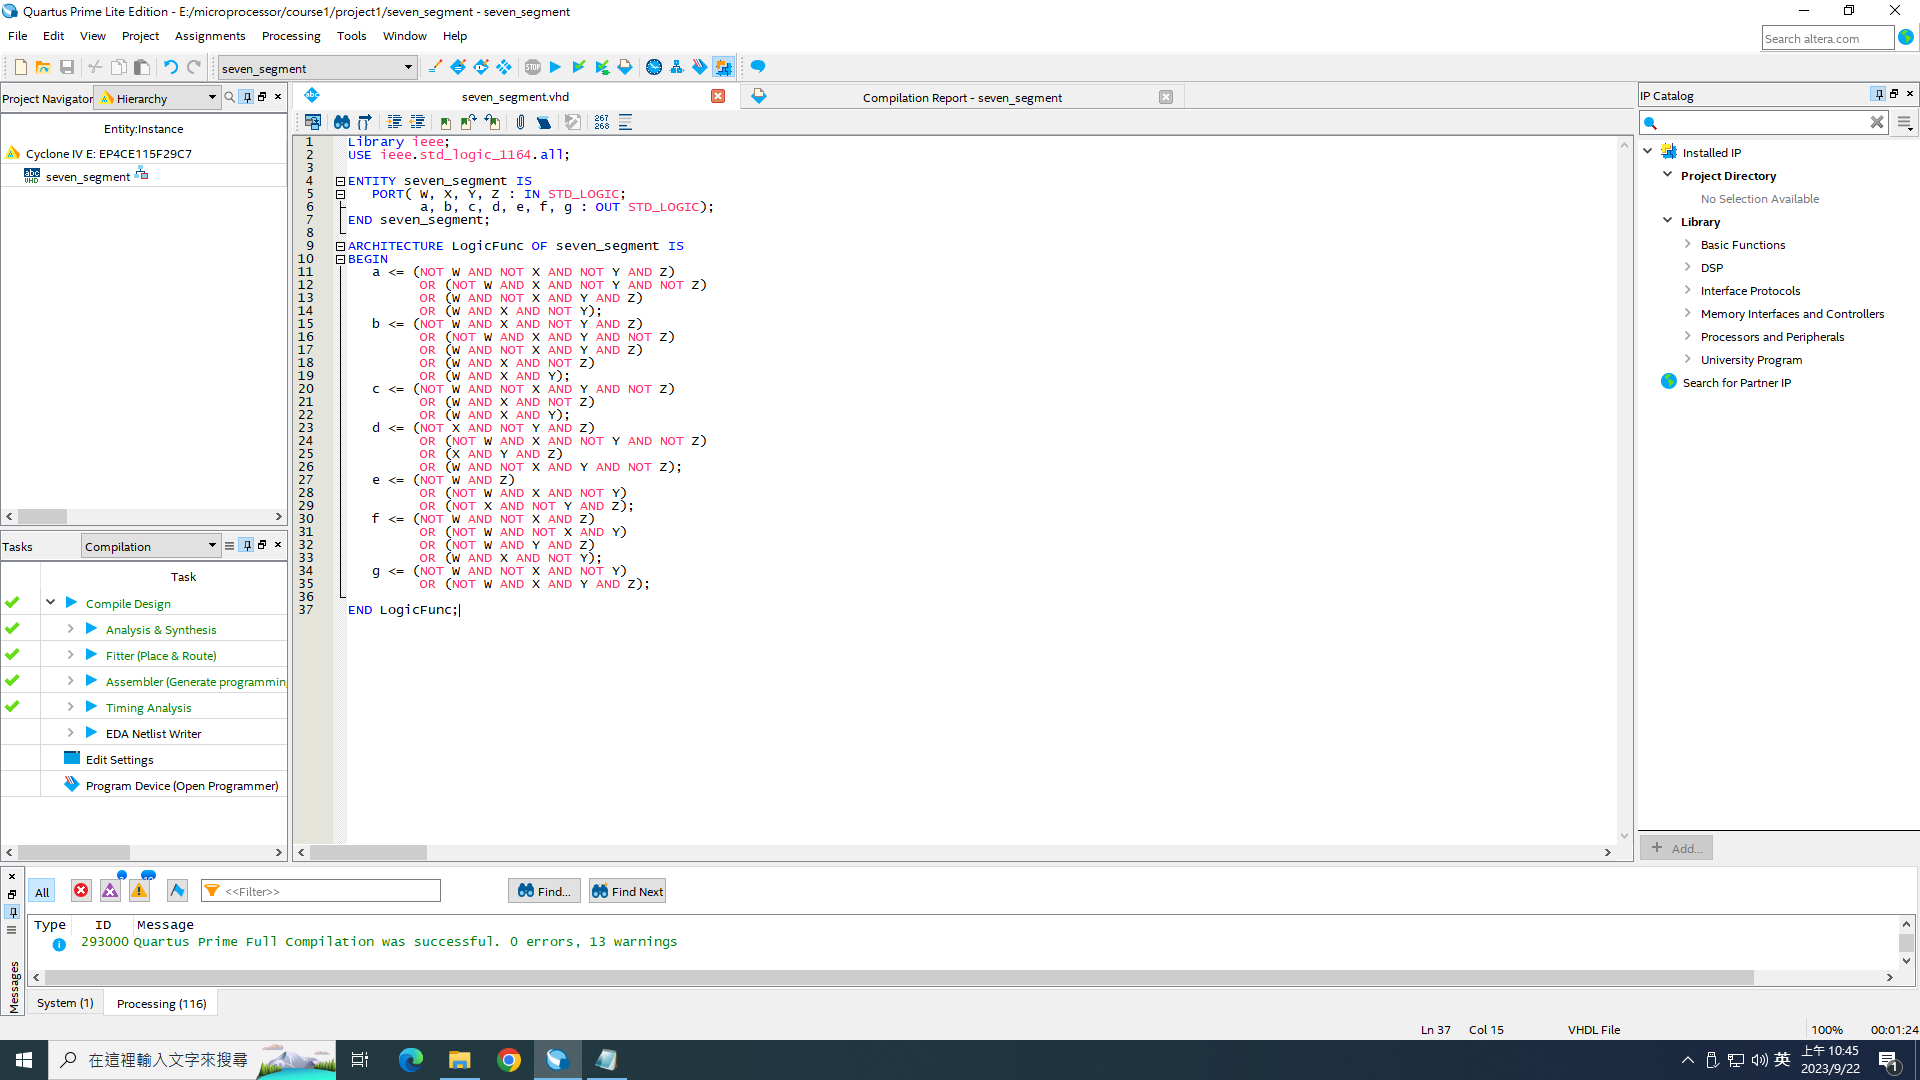 Quartus Prime Lite Edition - E:/microprocessor/course1/project1/seven_segment - seven_segment
File Edit View Project Assignments Processing Tools Window Help
Search altera.com
seven_segment
Project Navigator Hierarchy
Entity:Instance
Cyclone IV E: EP4CE115F29C7
seven_segment
seven_segment.vhd
Compilation Report - seven_segment
267
268
1 Library ieee;
2 USE ieee.std_logic_1164.all;
3
4 ENTITY seven_segment IS
5 PORT( W, X, Y, Z : IN STD_LOGIC;
6 a, b, c, d, e, f, g : OUT STD_LOGIC);
7 END seven_segment;
8
9 ARCHITECTURE LogicFunc OF seven_segment IS
10 BEGIN
11 a <= (NOT W AND NOT X AND NOT Y AND Z)
12 OR (NOT W AND X AND NOT Y AND NOT Z)
13 OR (W AND NOT X AND Y AND Z)
14 OR (W AND X AND NOT Y);
15 b <= (NOT W AND X AND NOT Y AND Z)
16 OR (NOT W AND X AND Y AND NOT Z)
17 OR (W AND NOT X AND Y AND Z)
18 OR (W AND X AND NOT Z)
19 OR (W AND X AND Y);
20 c <= (NOT W AND NOT X AND Y AND NOT Z)
21 OR (W AND X AND NOT Z)
22 OR (W AND X AND Y);
23 d <= (NOT X AND NOT Y AND Z)
24 OR (NOT W AND X AND NOT Y AND NOT Z)
25 OR (X AND Y AND Z)
26 OR (W AND NOT X AND Y AND NOT Z);
27 e <= (NOT W AND Z)
28 OR (NOT W AND X AND NOT Y)
29 OR (NOT X AND NOT Y AND Z);
30 f <= (NOT W AND NOT X AND Z)
31 OR (NOT W AND NOT X AND Y)
32 OR (NOT W AND Y AND Z)
33 OR (W AND X AND NOT Y);
34 g <= (NOT W AND NOT X AND NOT Y)
35 OR (NOT W AND X AND Y AND Z);
36
37 END LogicFunc;
IP Catalog
Installed IP
Project Directory
No Selection Available
Library
Basic Functions
DSP
Interface Protocols
Memory Interfaces and Controllers
Processors and Peripherals
University Program
Search for Partner IP
+ Add...
Tasks Compilation
Task
Compile Design
Analysis & Synthesis
Fitter (Place & Route)
Assembler (Generate programmin
Timing Analysis
EDA Netlist Writer
Edit Settings
Program Device (Open Programmer)
All
<<Filter>>
Find...
Find Next
Type ID Message
293000 Quartus Prime Full Compilation was successful. 0 errors, 13 warnings
Messages
System (1) Processing (116)
Ln 37 Col 15 VHDL File 100% 00:01:24
在這裡輸入文字來搜尋
英
上午 10:45
2023/9/22
1